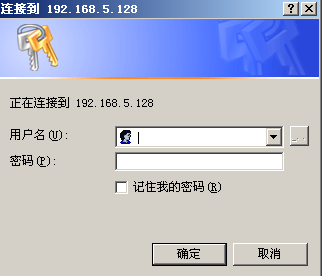 连接到 192.168.5.128
正在连接到 192.168.5.128
用户名(U):
密码(P):
记住我的密码(R)
确定
取消